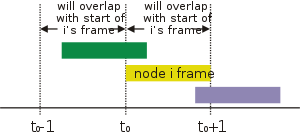 will overlap will overlap
with start of with start of
i's frame i's frame
node i frame
t₀-1 t₀ t₀+1